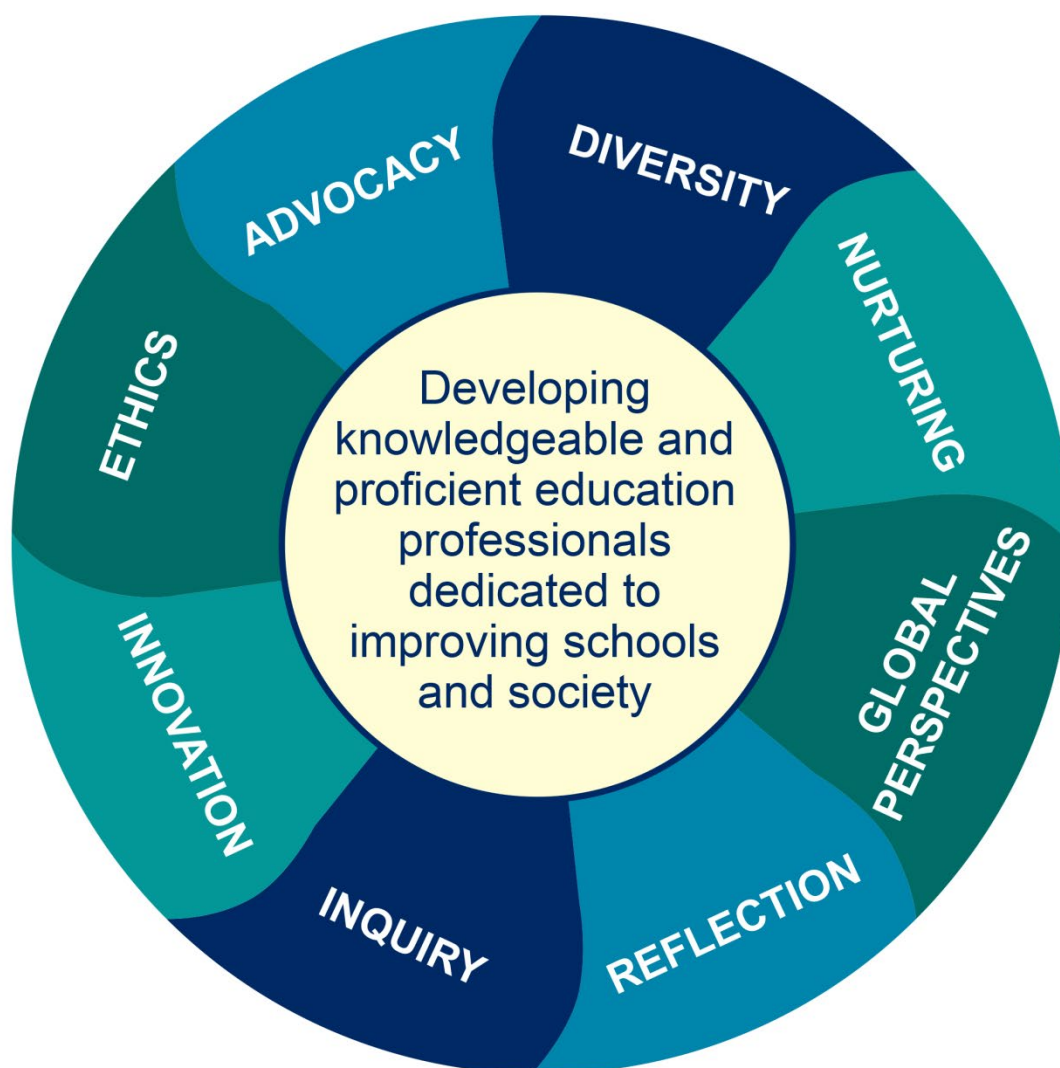 ADVOCACY
DIVERSITY
NURTURING
GLOBAL
PERSPECTIVES
REFLECTION
INQUIRY
INNOVATION
ETHICS
Developing
knowledgeable and
proficient education
professionals
dedicated to
improving schools
and society